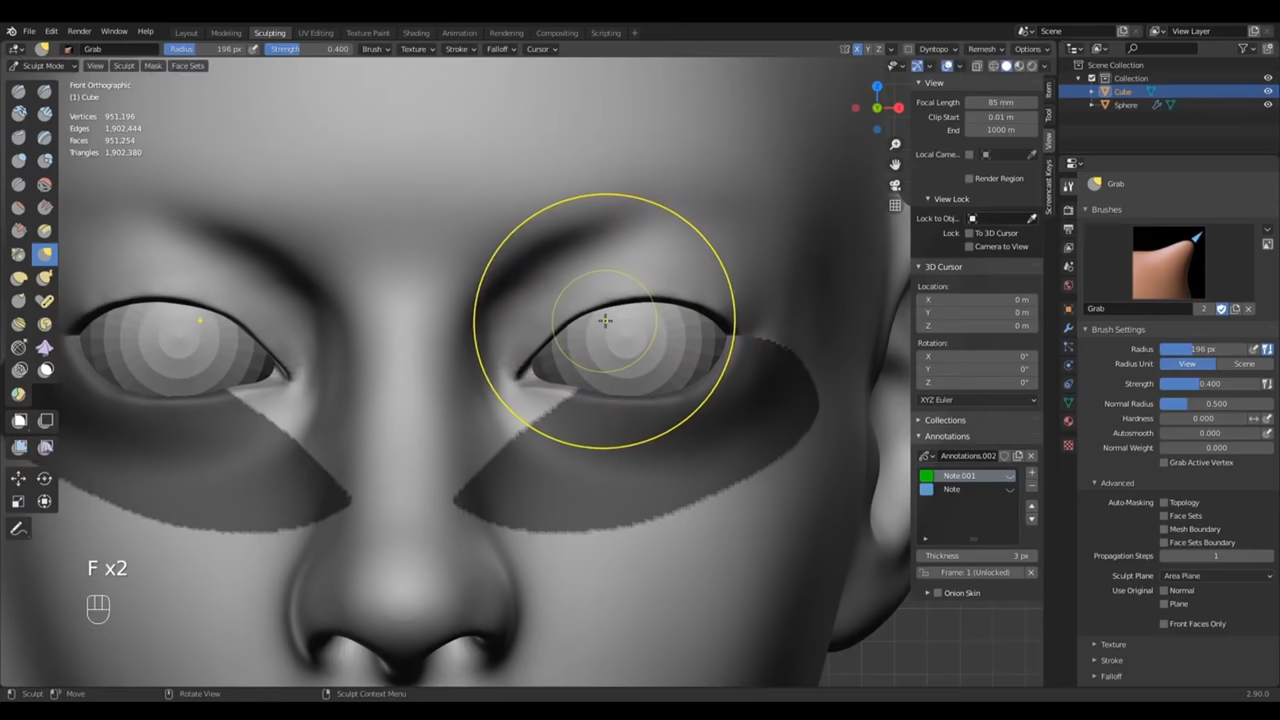 File Edit Render Window Help Layout Modeling Sculpting UV Editing Texture Paint Shading Animation Rendering Compositing Scripting + Scene View Layer
Grab Radius 196 px Strength 0.400 Brush Texture Stroke Falloff Cursor X Y Z Dyntopo Remesh Options
Sculpt Mode View Sculpt Mask Face Sets
Front Orthographic
(1) Cube
Vertices 951,196
Edges 1,902,444
Faces 951,254
Triangles 1,902,380
F x2
Z
X
Y
View
Focal Length 85 mm
Clip Start 0.01 m
End 1000 m
Local Came...
Render Region
View Lock
Lock to Obj...
Lock To 3D Cursor
Camera to View
3D Cursor
Location:
X 0 m
Y 0 m
Z 0 m
Rotation:
X 0°
Y 0°
Z 0°
XYZ Euler
Collections
Annotations
Annotations.002
Note.001
Note
Thickness 3 px
Frame: 1 (Unlocked)
Onion Skin
Item
Tool
View
Screencast Keys
Scene Collection
Collection
Cube
Sphere
Grab
Brushes
Grab 2
Brush Settings
Radius 196 px
Radius Unit View Scene
Strength 0.400
Normal Radius 0.500
Hardness 0.000
Autosmooth 0.000
Normal Weight 0.000
Grab Active Vertex
Advanced
Auto-Masking Topology
Face Sets
Mesh Boundary
Face Sets Boundary
Propagation Steps 1
Sculpt Plane Area Plane
Use Original Normal
Plane
Front Faces Only
Texture
Stroke
Falloff
Sculpt Move Rotate View Sculpt Context Menu 2.90.0